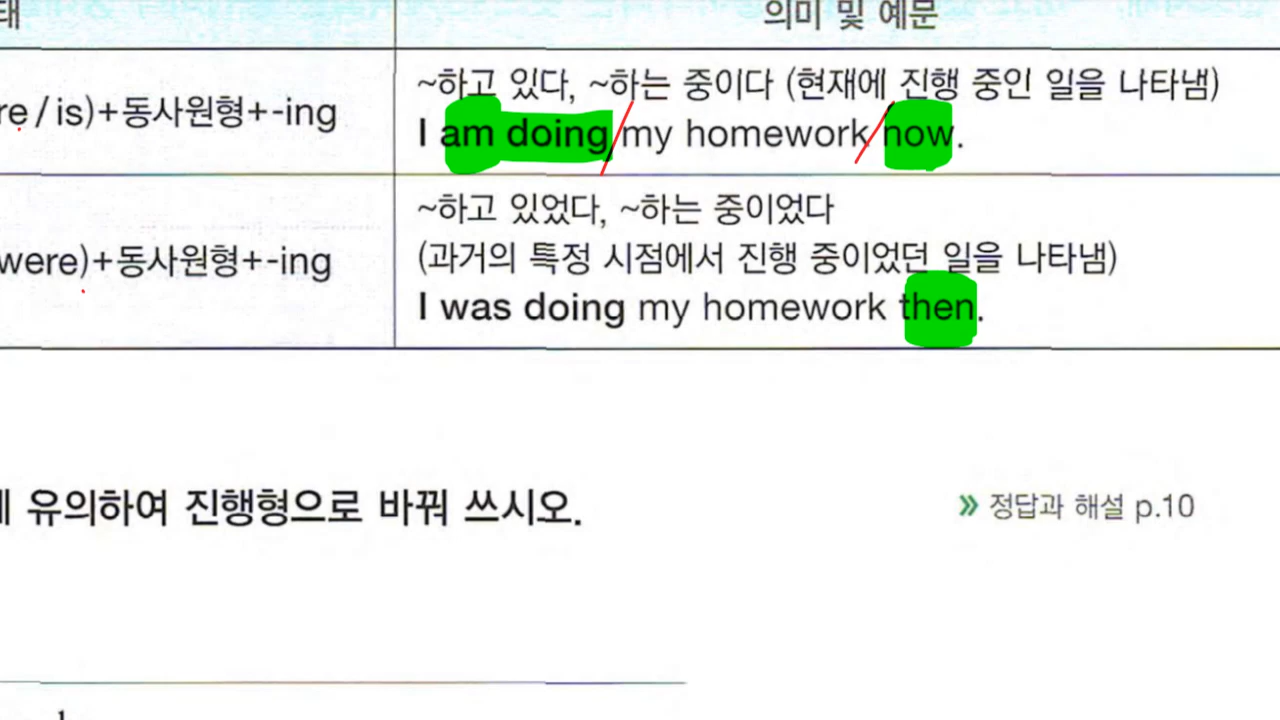 태
의미 및 예문
~하고 있다, ~하는 중이다 (현재에 진행 중인 일을 나타냄)
re / is)+동사원형+-ing
I am doing my homework now.
~하고 있었다, ~하는 중이었다
were)+동사원형+-ing
(과거의 특정 시점에서 진행 중이었던 일을 나타냄)
I was doing my homework then.
유의하여 진행형으로 바꿔 쓰시오.
» 정답과 해설 p.10